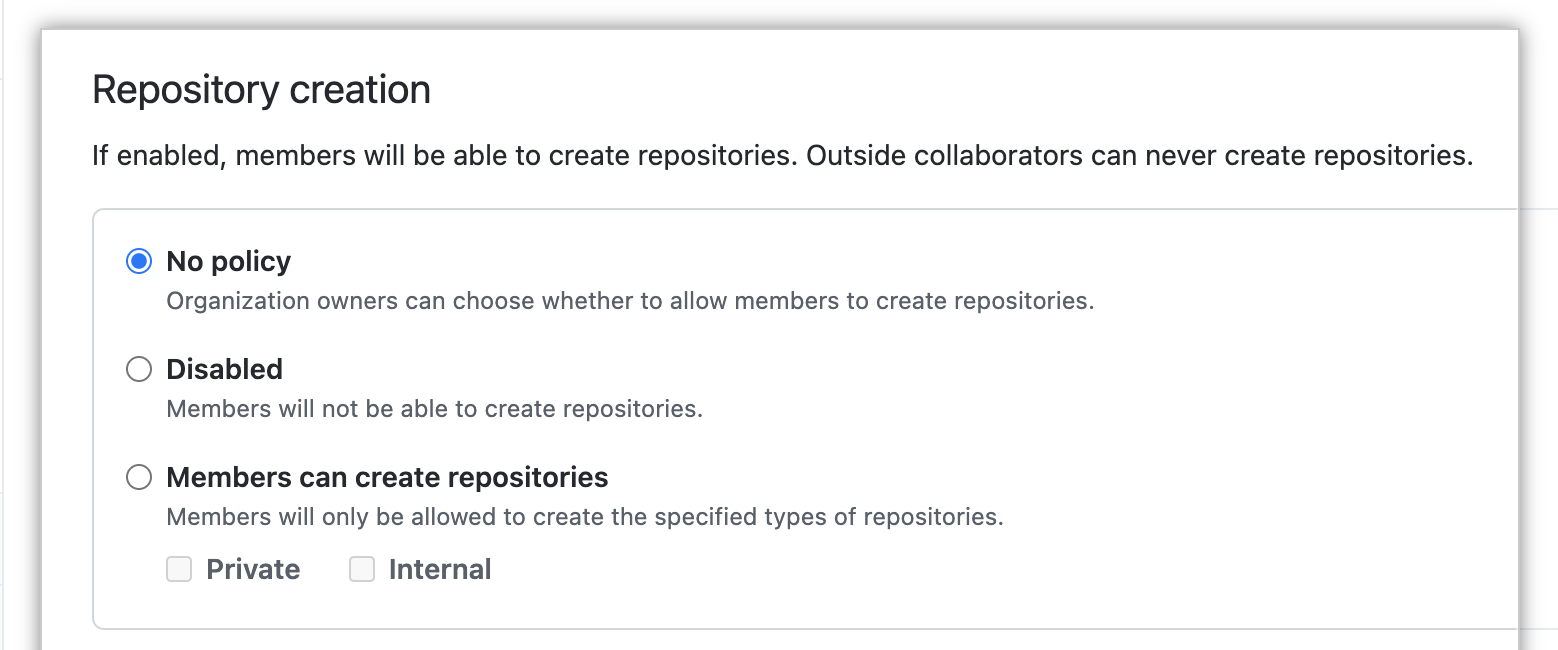 Repository creation
If enabled, members will be able to create repositories. Outside collaborators can never create repositories.
No policy
Organization owners can choose whether to allow members to create repositories.
Disabled
Members will not be able to create repositories.
Members can create repositories
Members will only be allowed to create the specified types of repositories.
Private Internal